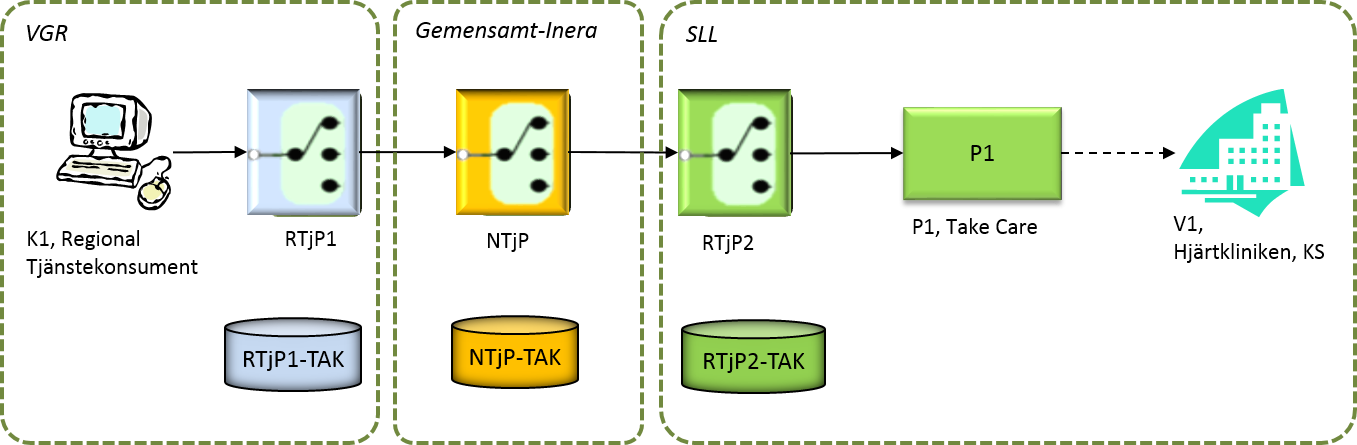 VGR
Gemensamt-Inera
SLL
P1
K1, Regional
Tjänstekonsument
RTjP1
NTjP
RTjP2
P1, Take Care
V1,
Hjärtkliniken, KS
RTjP1-TAK
NTjP-TAK
RTjP2-TAK